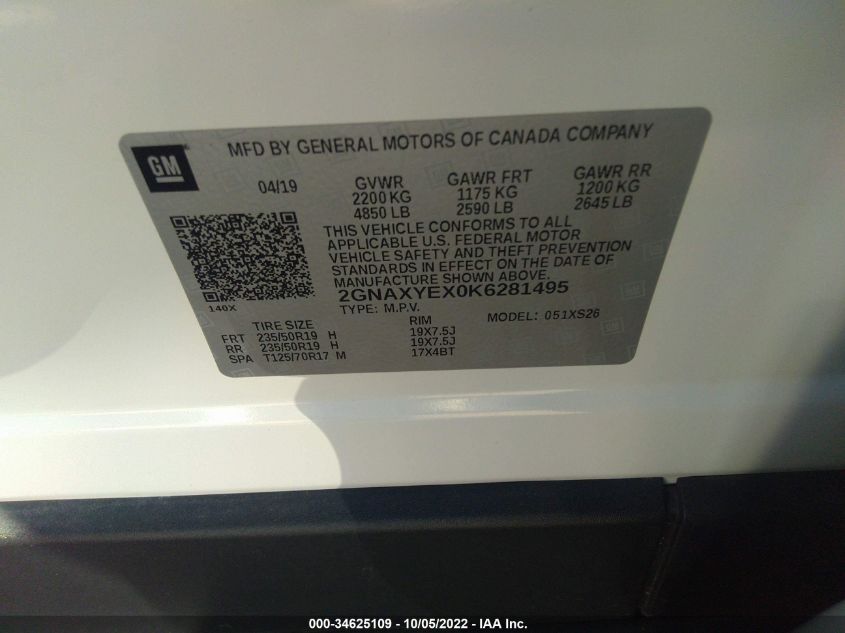 GM
MFD BY GENERAL MOTORS OF CANADA COMPANY
04/19 GVWR GAWR FRT GAWR RR
2200 KG 1175 KG 1200 KG
4850 LB 2590 LB 2645 LB
THIS VEHICLE CONFORMS TO ALL
APPLICABLE U.S. FEDERAL MOTOR
VEHICLE SAFETY AND THEFT PREVENTION
STANDARDS IN EFFECT ON THE DATE OF
MANUFACTURE SHOWN ABOVE.
140X 2GNAXYEX0K6281495
TYPE: M.P.V. MODEL: 051XS26
TIRE SIZE RIM
FRT 235/50R19 H 19X7.5J
RR 235/50R19 H 19X7.5J
SPA T125/70R17 M 17X4BT
000-34625109 - 10/05/2022 - IAA Inc.